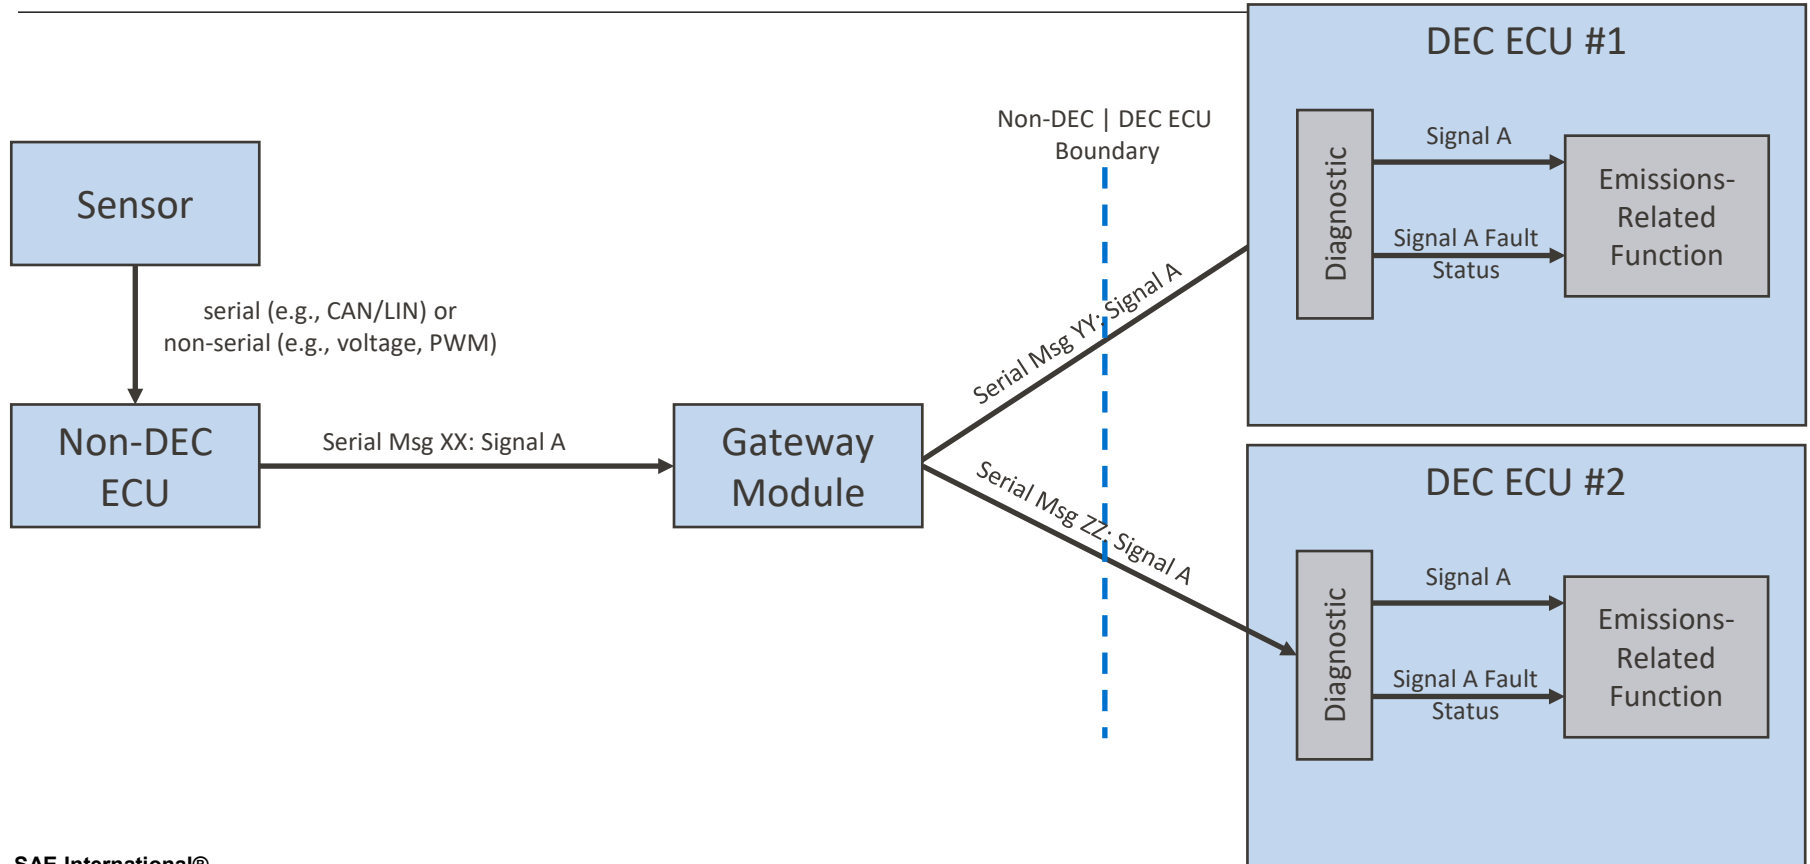 DEC ECU #1
Non-DEC | DEC ECU
Boundary
Diagnostic
Signal A
Signal A Fault
Status
Emissions-
Related
Function
Sensor
serial (e.g., CAN/LIN) or
non-serial (e.g., voltage, PWM)
Non-DEC
ECU
Serial Msg XX: Signal A
Gateway
Module
Serial Msg YY: Signal A
Serial Msg ZZ: Signal A
DEC ECU #2
Diagnostic
Signal A
Signal A Fault
Status
Emissions-
Related
Function
SAE International®